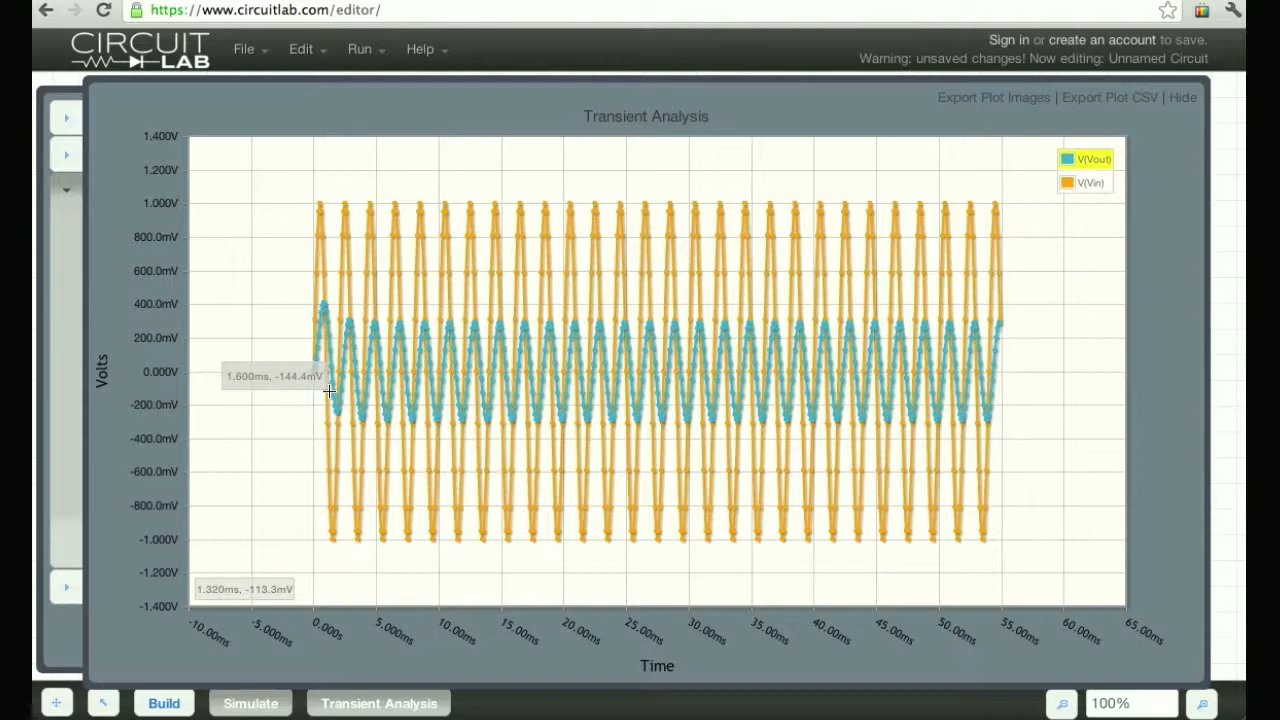 https://www.circuitlab.com/editor/
CIRCUIT
LAB
File Edit Run Help
Sign in or create an account to save.
Warning: unsaved changes! Now editing: Unnamed Circuit
Export Plot Images | Export Plot CSV | Hide
Transient Analysis
1.400V
1.200V
1.000V
800.0mV
600.0mV
400.0mV
200.0mV
0.000V
-200.0mV
-400.0mV
-600.0mV
-800.0mV
-1.000V
-1.200V
-1.400V
Volts
V(Vout)
V(Vin)
1.600ms, -144.4mV
1.320ms, -113.3mV
-10.00ms -5.000ms 0.000s 5.000ms 10.00ms 15.00ms 20.00ms 25.00ms 30.00ms 35.00ms 40.00ms 45.00ms 50.00ms 55.00ms 60.00ms 65.00ms
Time
Build Simulate Transient Analysis 100%